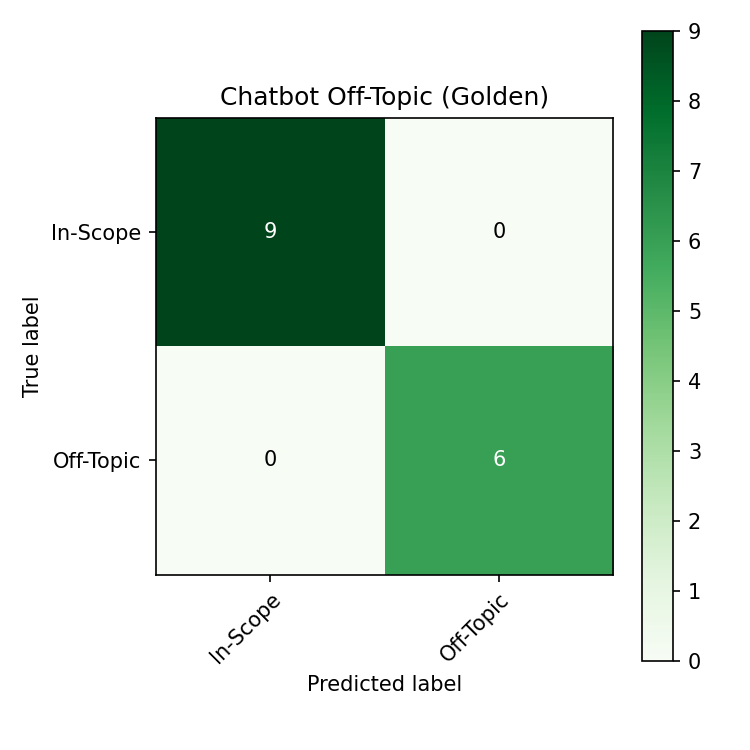 Chatbot Off-Topic (Golden)
True label
In-Scope
Off-Topic
9
0
0
6
In-Scope
Off-Topic
Predicted label
9
8
7
6
5
4
3
2
1
0